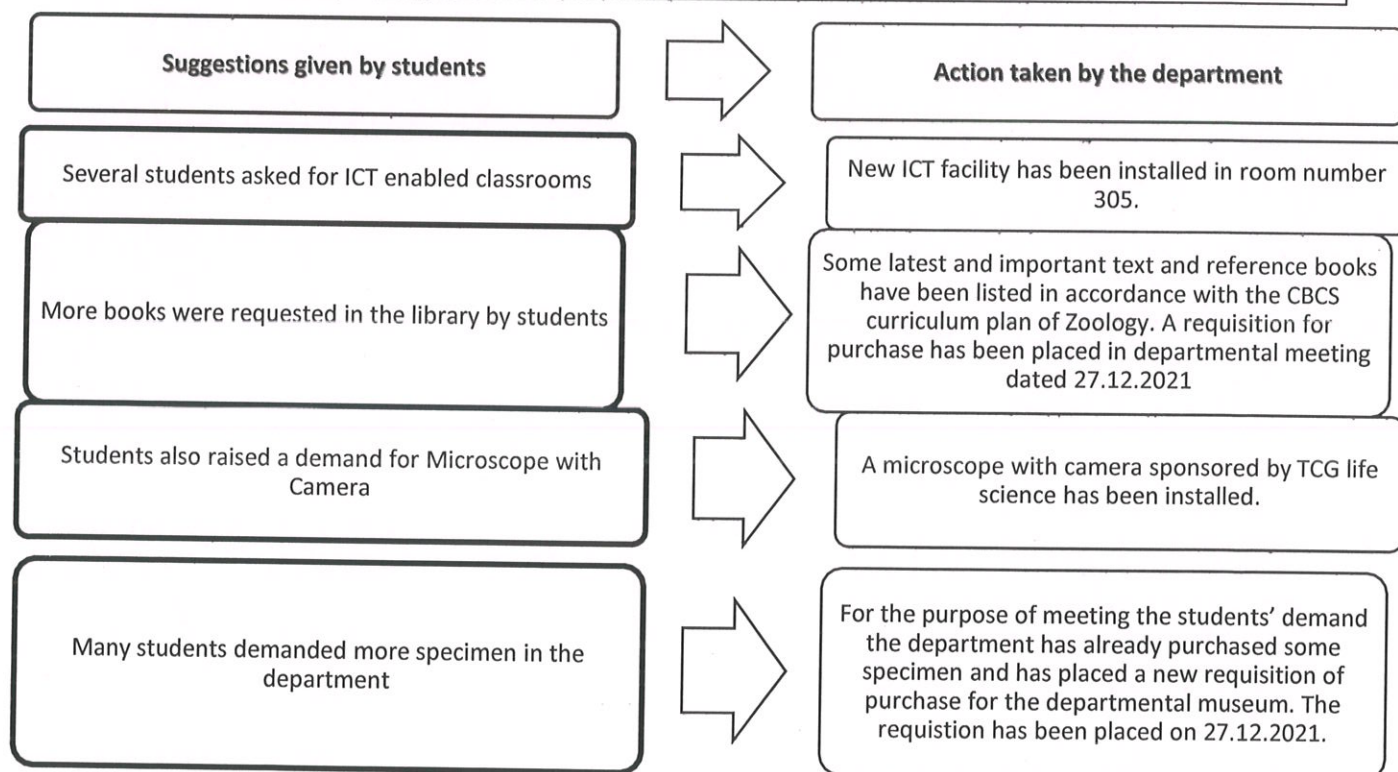 Suggestions given by students
Action taken by the department
Several students asked for ICT enabled classrooms
New ICT facility has been installed in room number
305.
More books were requested in the library by students
Some latest and important text and reference books
have been listed in accordance with the CBCS
curriculum plan of Zoology. A requisition for
purchase has been placed in departmental meeting
dated 27.12.2021
Students also raised a demand for Microscope with
Camera
A microscope with camera sponsored by TCG life
science has been installed.
Many students demanded more specimen in the
department
For the purpose of meeting the students’ demand
the department has already purchased some
specimen and has placed a new requisition of
purchase for the departmental museum. The
requistion has been placed on 27.12.2021.